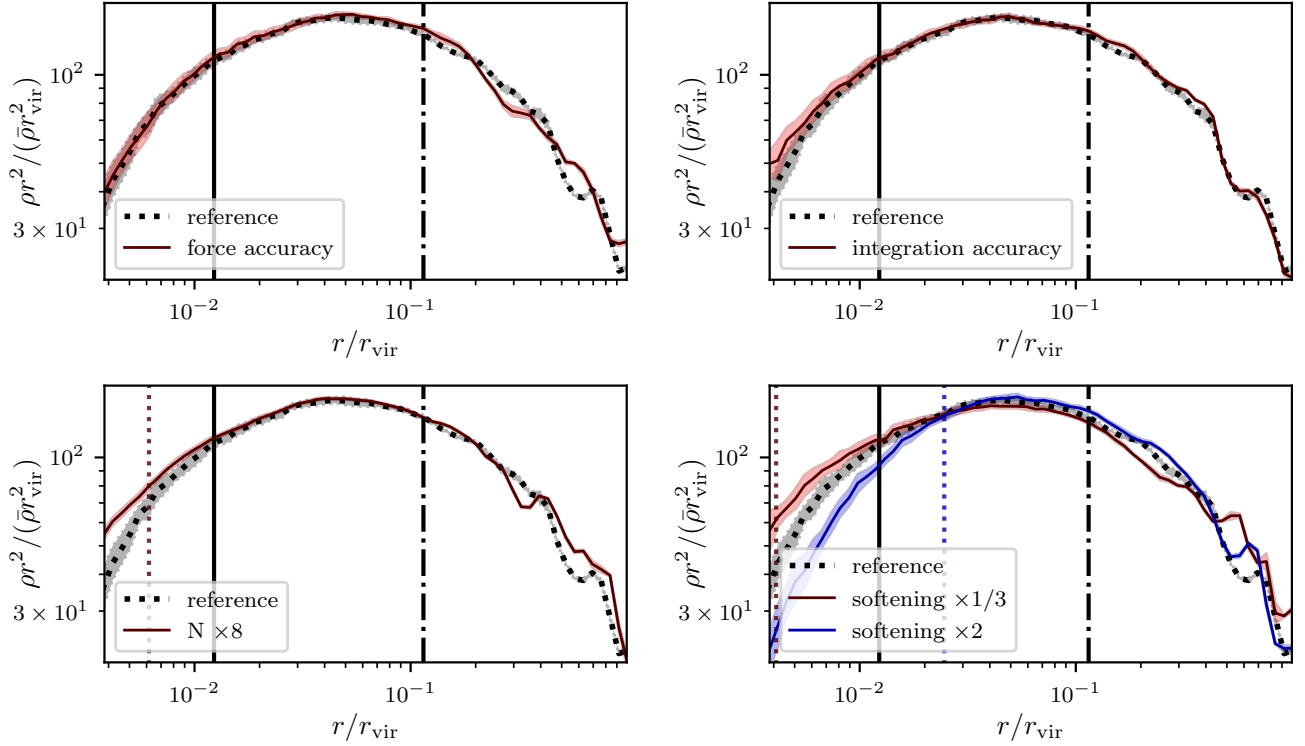 ρr²/(ρ̄r²vir)
10²
3 × 10¹
reference
force accuracy
10⁻²
10⁻¹
r/rvir
ρr²/(ρ̄r²vir)
10²
3 × 10¹
reference
integration accuracy
10⁻²
10⁻¹
r/rvir
ρr²/(ρ̄r²vir)
10²
3 × 10¹
reference
N ×8
10⁻²
10⁻¹
r/rvir
ρr²/(ρ̄r²vir)
10²
3 × 10¹
reference
softening ×1/3
softening ×2
10⁻²
10⁻¹
r/rvir